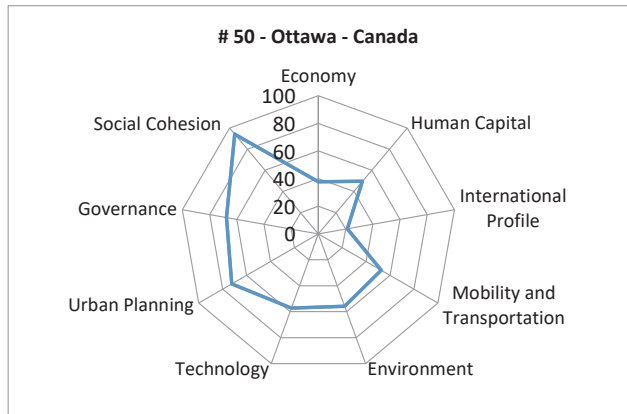 # 50 - Ottawa - Canada
Economy
100
80
60
40
20
0
Human Capital
International
Profile
Mobility and
Transportation
Environment
Technology
Urban Planning
Governance
Social Cohesion